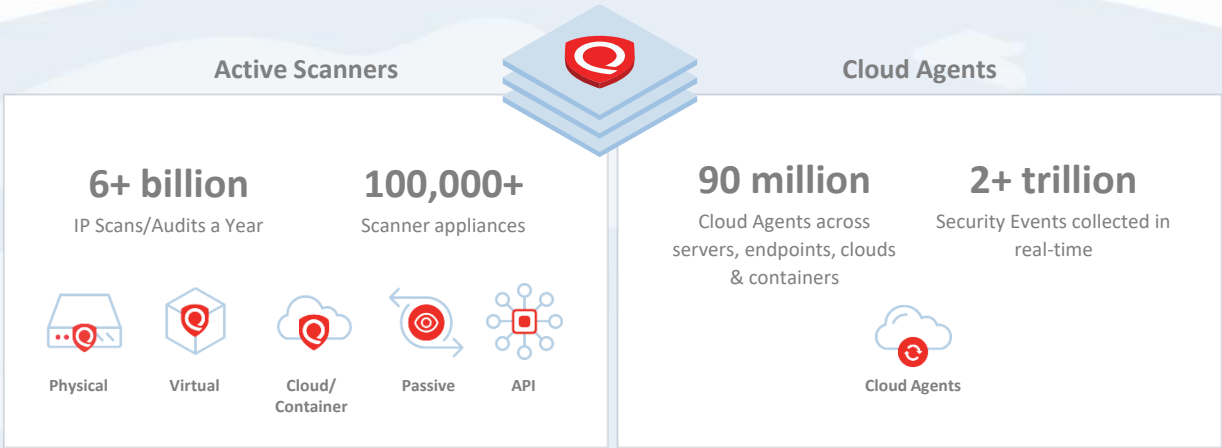 Active Scanners
Cloud Agents
6+ billion
IP Scans/Audits a Year
100,000+
Scanner appliances
Physical
Virtual
Cloud/
Container
Passive
API
90 million
Cloud Agents across
servers, endpoints, clouds
& containers
2+ trillion
Security Events collected in
real-time
Cloud Agents